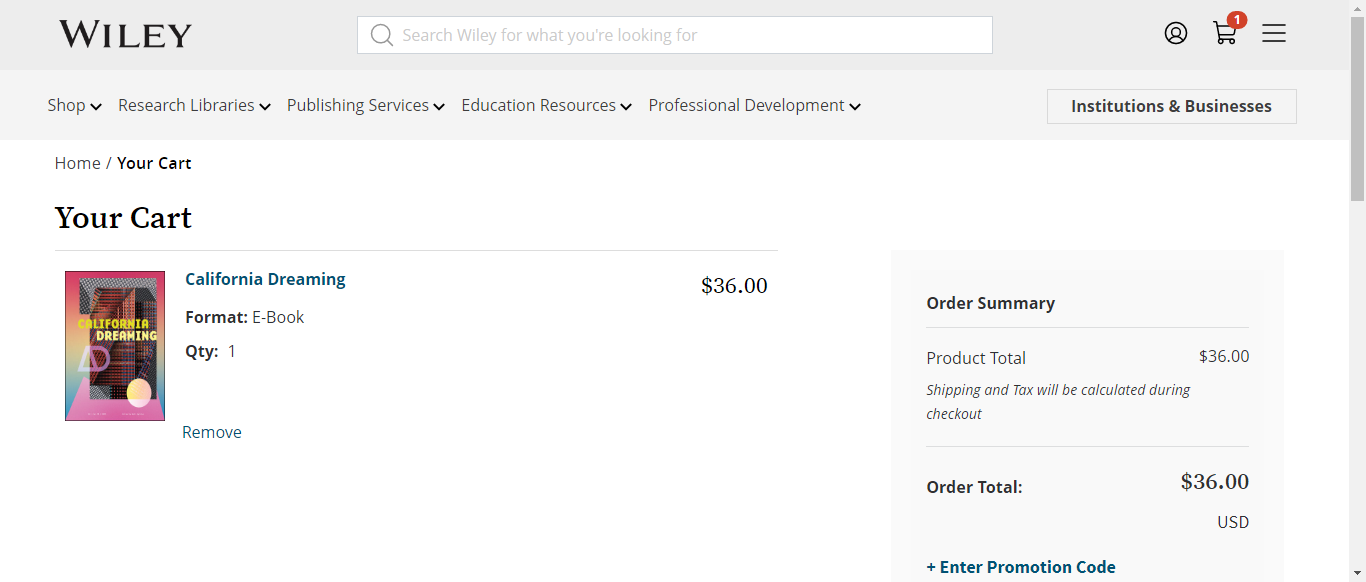 WILEY
Search Wiley for what you're looking for
1
Shop
Research Libraries
Publishing Services
Education Resources
Professional Development
Institutions & Businesses
Home / Your Cart
Your Cart
CALIFORNIA
DREAMING
AD
California Dreaming
$36.00
Format: E-Book
Qty: 1
Remove
Order Summary
Product Total
$36.00
Shipping and Tax will be calculated during
checkout
Order Total:
$36.00
USD
+ Enter Promotion Code